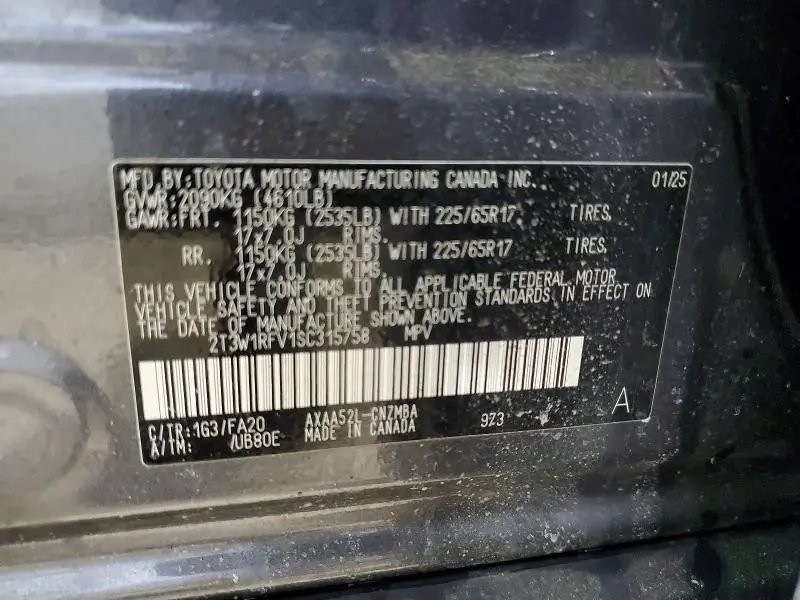 MFD. BY: TOYOTA MOTOR MANUFACTURING CANADA INC. 01/25
GVWR: 2090KG (4610LB)
GAWR: FRT. 1150KG (2535LB) WITH 225/65R17 TIRES,
17x7.0J RIMS.
RR. 1150KG (2535LB) WITH 225/65R17 TIRES,
17x7.0J RIMS.
THIS VEHICLE CONFORMS TO ALL APPLICABLE FEDERAL MOTOR
VEHICLE SAFETY AND THEFT PREVENTION STANDARDS IN EFFECT ON
THE DATE OF MANUFACTURE SHOWN ABOVE.
2T3W1RFV1SC315758 MPV
C/TR: 1G3/FA20 AXAA52L-CNZMBA 9Z3 A
A/TM: /UB80E MADE IN CANADA